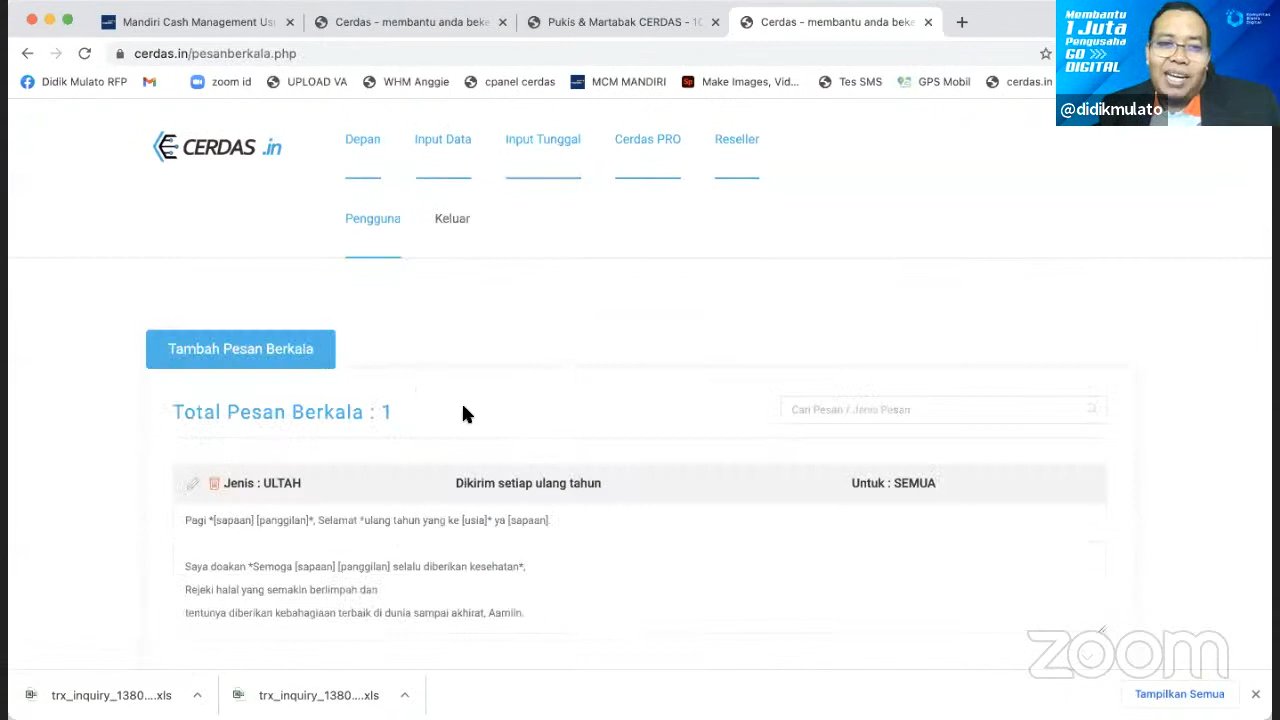 Mandiri Cash Management Us
Cerdas - membantu anda beke
Pukis & Martabak CERDAS - 10
Cerdas - membantu anda beke
cerdas.in/pesanberkala.php
Didik Mulato RFP
zoom id
UPLOAD VA
WHM Anggie
cpanel cerdas
MCM MANDIRI
Make Images, Vid...
Tes SMS
GPS Mobil
cerdas.in
Membantu
1 Juta
Pengusaha
GO
DIGITAL
@didikmulato
CERDAS .in
Depan
Input Data
Input Tunggal
Cerdas PRO
Reseller
Pengguna
Keluar
Tambah Pesan Berkala
Total Pesan Berkala : 1
Cari Pesan / Jenis Pesan
Jenis : ULTAH
Dikirim setiap ulang tahun
Untuk : SEMUA
Pagi *[sapaan] [panggilan]*, Selamat *ulang tahun yang ke [usia]* ya [sapaan].
Saya doakan *Semoga [sapaan] [panggilan] selalu diberikan kesehatan*,
Rejeki halal yang semakin berlimpah dan
tentunya diberikan kebahagiaan terbaik di dunia sampai akhirat, Aamiin.
zoom
trx_inquiry_1380....xls
trx_inquiry_1380....xls
Tampilkan Semua